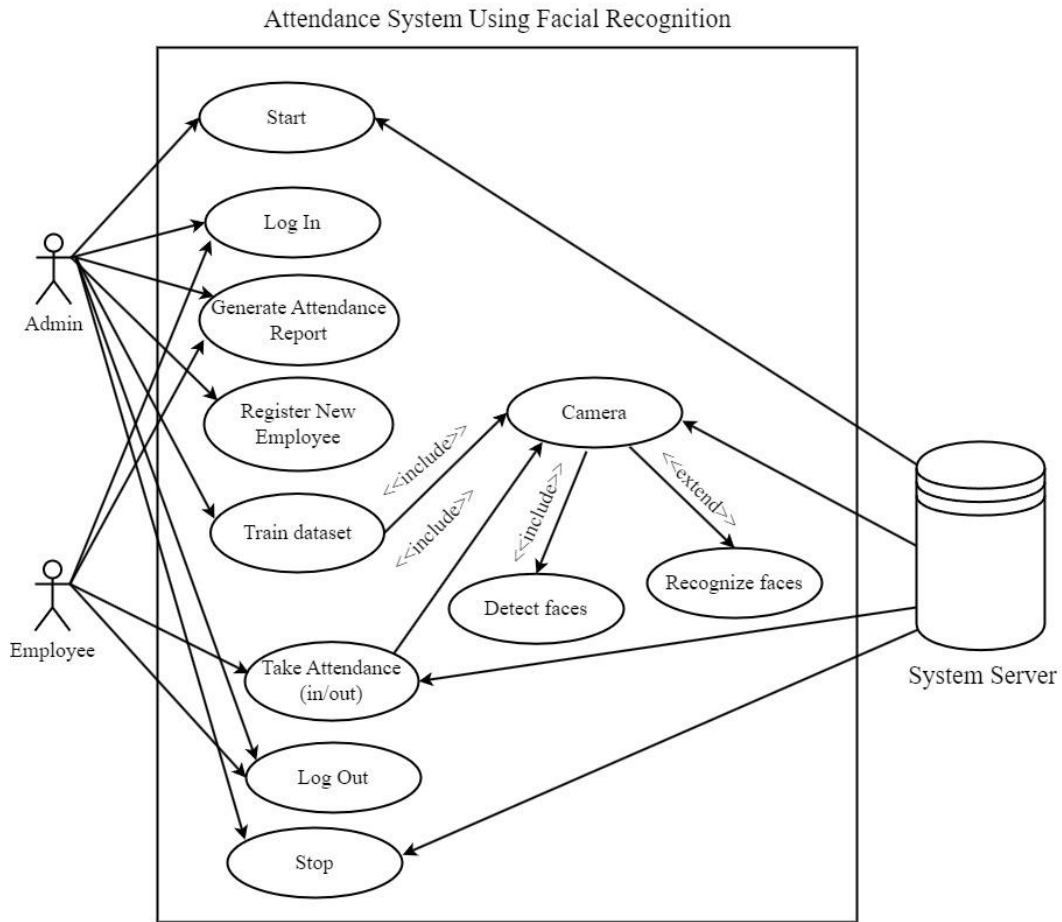 Attendance System Using Facial Recognition
Start
Log In
Admin
Generate Attendance
Report
Register New
Employee
Camera
<<include>>
<<include>>
<<include>>
<<extend>>
Train dataset
Detect faces
Recognize faces
Employee
Take Attendance
(in/out)
System Server
Log Out
Stop